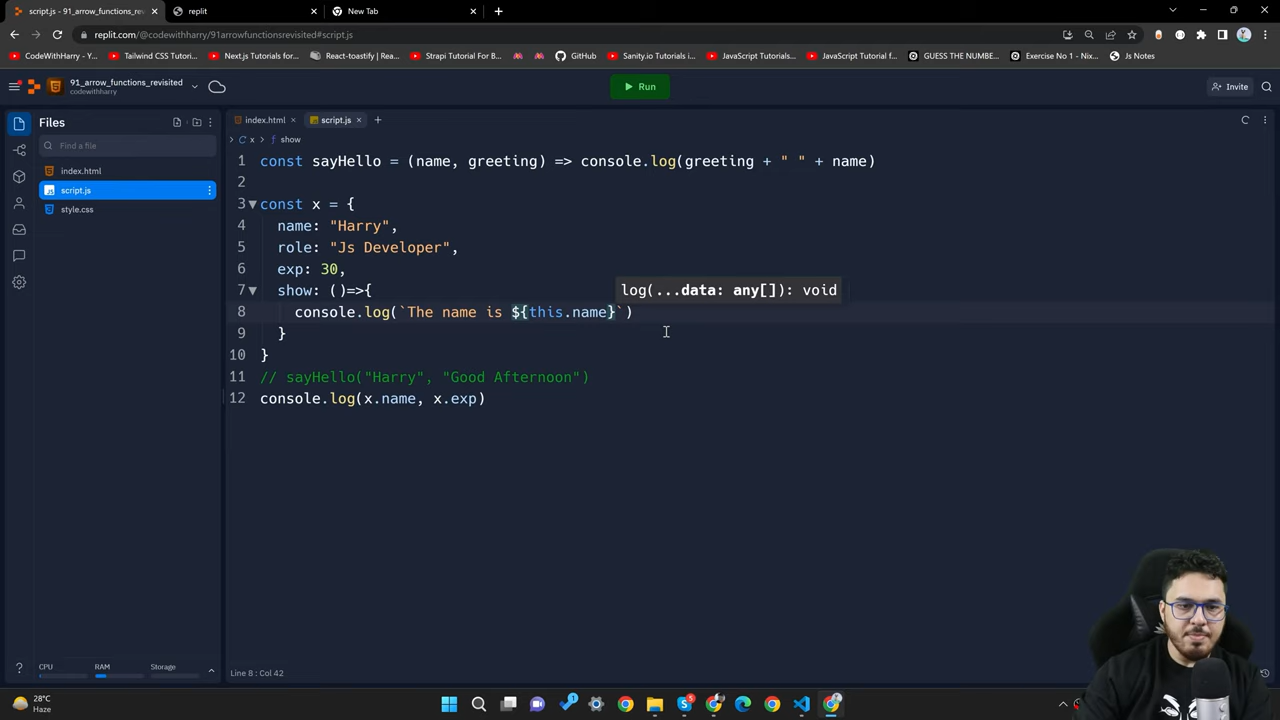 script.js - 91_arrow_functions_rev
replit
New Tab
replit.com/@codewithharry/91arrowfunctionsrevisited#script.js
CodeWithHarry - Y...
Tailwind CSS Tutori...
Next.js Tutorials fo...
React-toastify | Rea...
Strapi Tutorial For B...
GitHub
Sanity.io Tutorials i...
JavaScript Tutorials...
JavaScript Tutorial f...
GUESS THE NUMBE...
Exercise No 1 - Nix...
Js Notes
91_arrow_functions_revisited
codewithharry
Run
Invite
Files
Find a file
index.html
script.js
style.css
index.html
script.js
x
show
1 const sayHello = (name, greeting) => console.log(greeting + " " + name)
2
3 const x = {
4 name: "Harry",
5 role: "Js Developer",
6 exp: 30,
7 show: ()=>{
log(...data: any[]): void
8 console.log(`The name is ${this.name}`)
9 }
10 }
11 // sayHello("Harry", "Good Afternoon")
12 console.log(x.name, x.exp)
CPU
RAM
Storage
Line 8 : Col 42
28°C
Haze